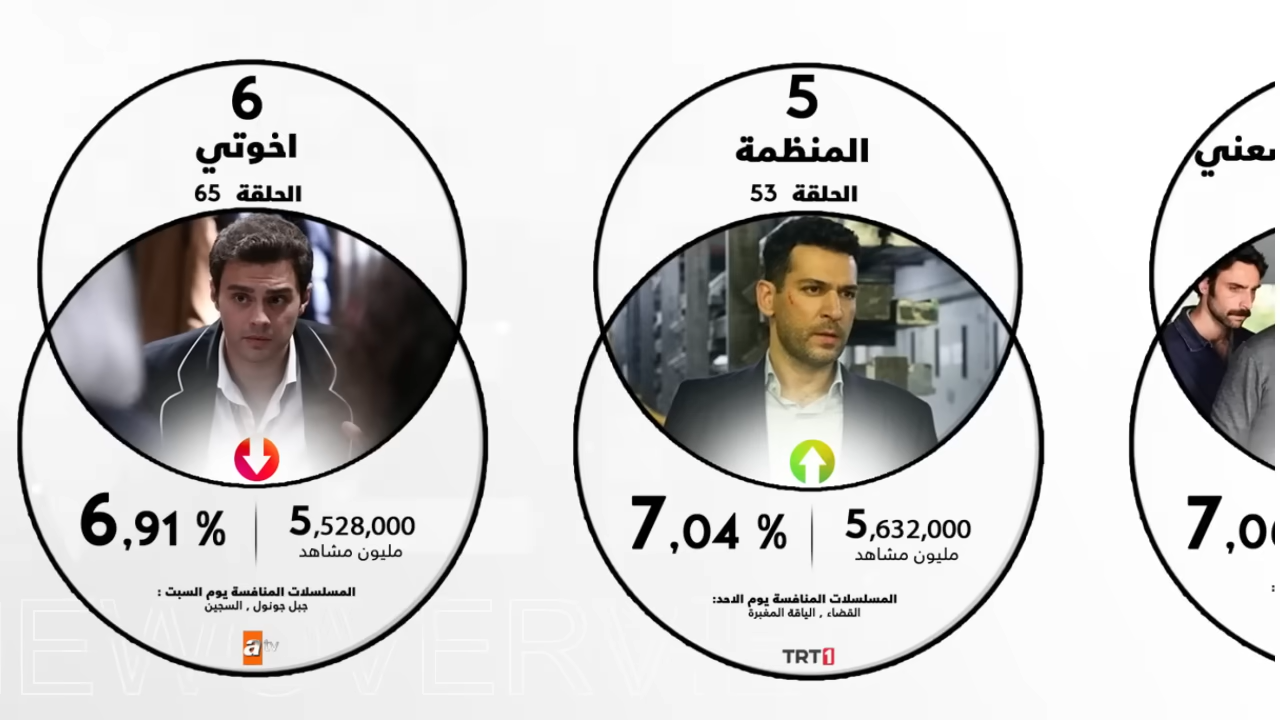 6
اخوتي
الحلقة 65
6,91 %
5,528,000
مليون مشاهد
المسلسلات المنافسة يوم السبت :
جبل جونول , السجين
atv
5
المنظمة
الحلقة 53
7,04 %
5,632,000
مليون مشاهد
المسلسلات المنافسة يوم الاحد:
القضاء , الياقة المغبرة
TRT1